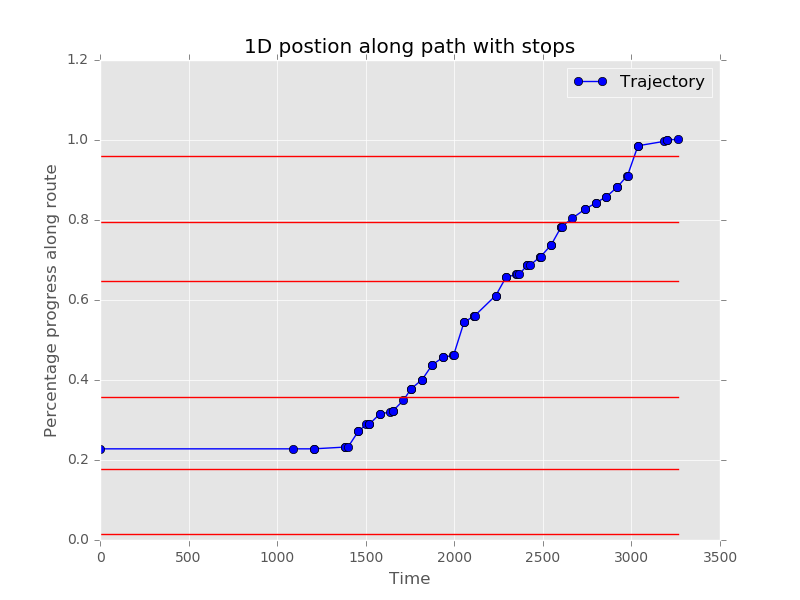 1D postion along path with stops
Trajectory
Percentage progress along route
1.2
1.0
0.8
0.6
0.4
0.2
0.0
0 500 1000 1500 2000 2500 3000 3500
Time